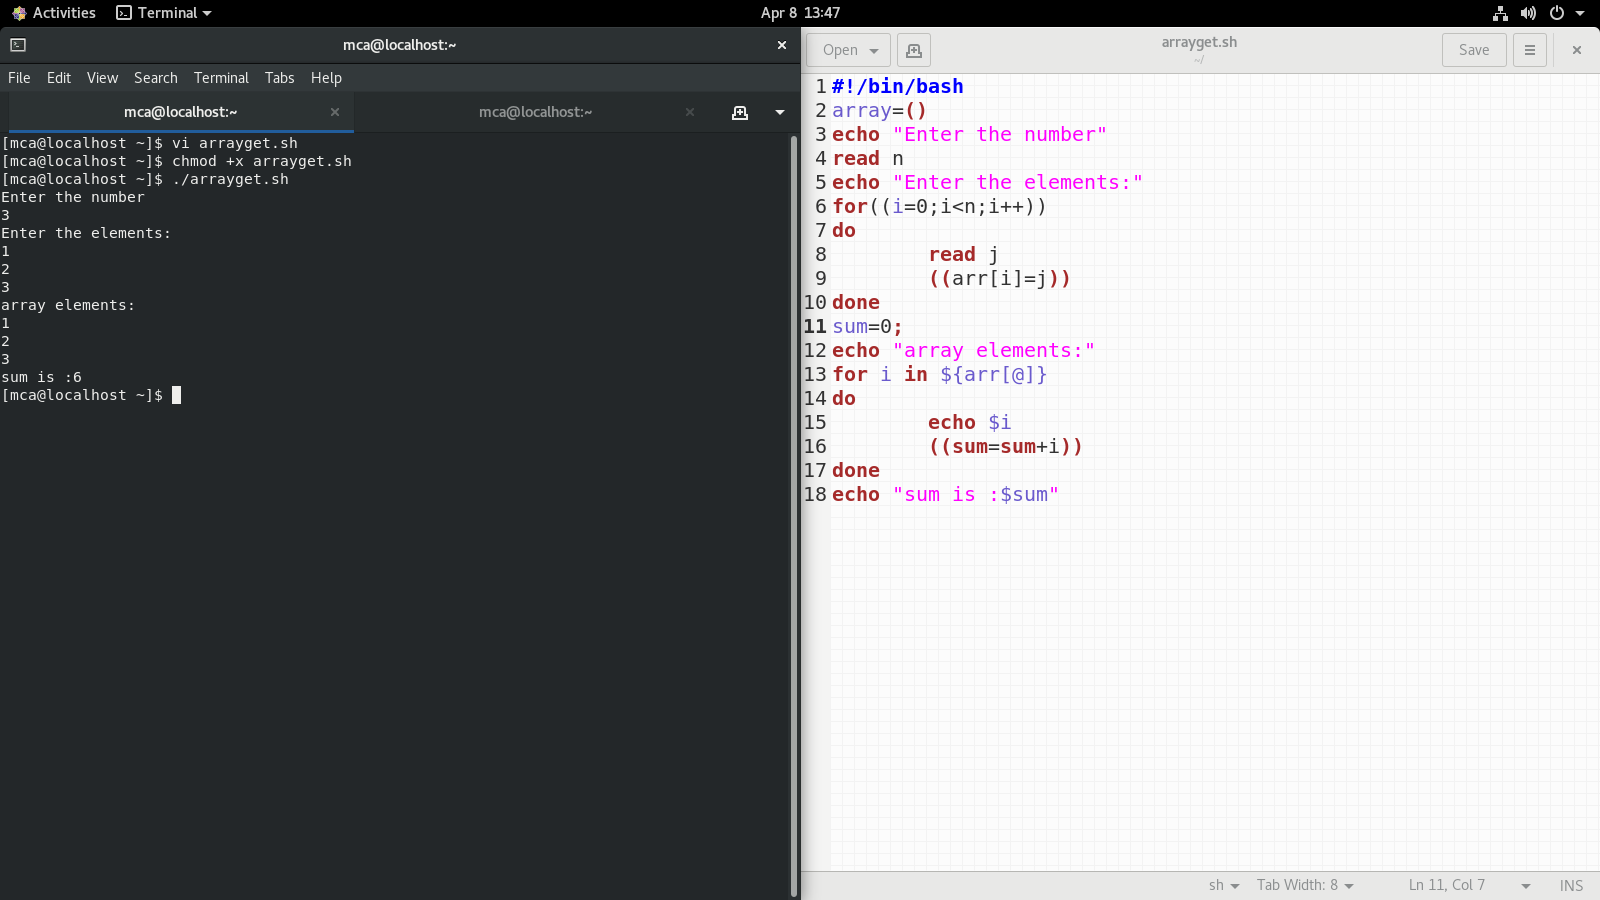 Activities Terminal Apr 8 13:47
mca@localhost:~
File Edit View Search Terminal Tabs Help
mca@localhost:~ mca@localhost:~
[mca@localhost ~]$ vi arrayget.sh
[mca@localhost ~]$ chmod +x arrayget.sh
[mca@localhost ~]$ ./arrayget.sh
Enter the number
3
Enter the elements:
1
2
3
array elements:
1
2
3
sum is :6
[mca@localhost ~]$
Open arrayget.sh Save
~/
1 #!/bin/bash
2 array=()
3 echo "Enter the number"
4 read n
5 echo "Enter the elements:"
6 for((i=0;i<n;i++))
7 do
8 read j
9 ((arr[i]=j))
10 done
11 sum=0;
12 echo "array elements:"
13 for i in ${arr[@]}
14 do
15 echo $i
16 ((sum=sum+i))
17 done
18 echo "sum is :$sum"
sh Tab Width: 8 Ln 11, Col 7 INS